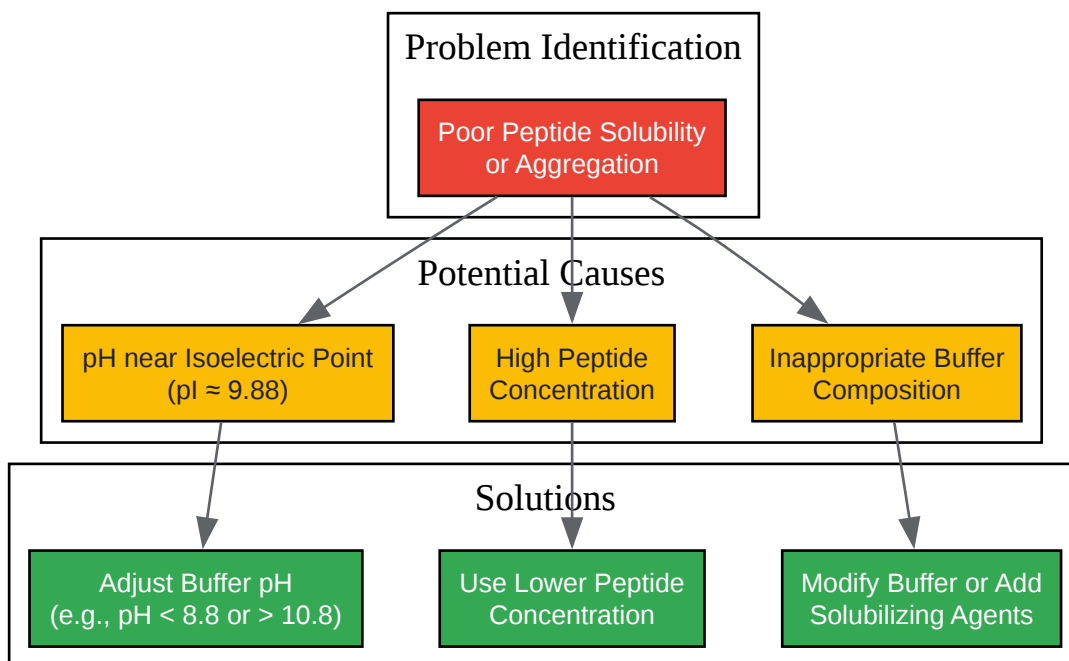 Problem Identification
Poor Peptide Solubility
or Aggregation
Potential Causes
pH near Isoelectric Point
(pI ≈ 9.88)
High Peptide
Concentration
Inappropriate Buffer
Composition
Solutions
Adjust Buffer pH
(e.g., pH < 8.8 or > 10.8)
Use Lower Peptide
Concentration
Modify Buffer or Add
Solubilizing Agents